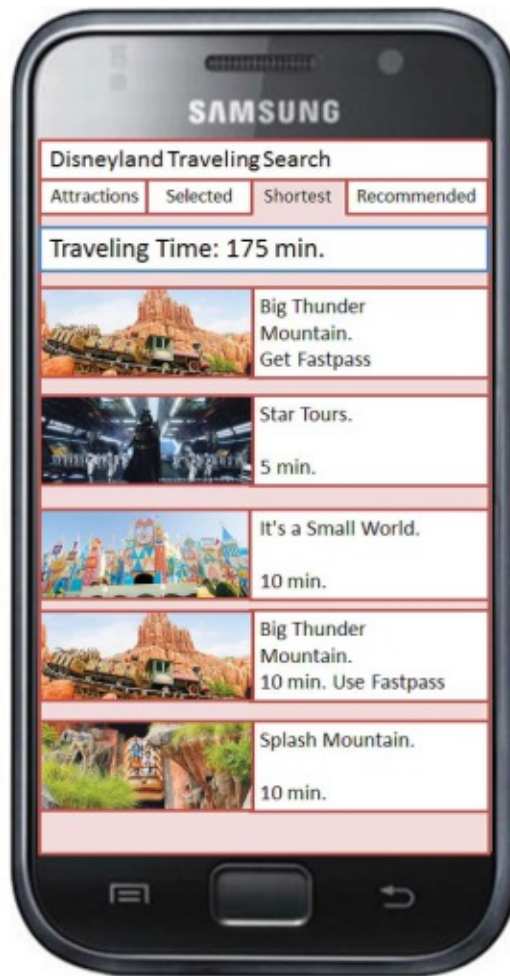 SAMSUNG
Disneyland Traveling Search
Attractions
Selected
Shortest
Recommended
Traveling Time: 175 min.
Big Thunder
Mountain.
Get Fastpass
Star Tours.
5 min.
It's a Small World.
10 min.
Big Thunder
Mountain.
10 min. Use Fastpass
Splash Mountain.
10 min.